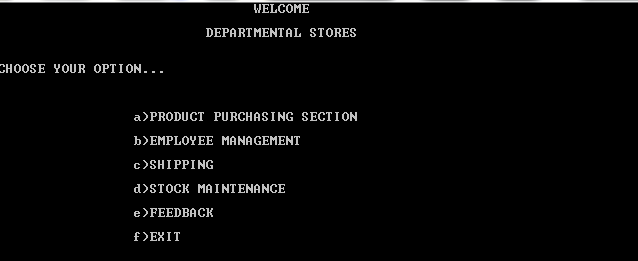 WELCOME
DEPARTMENTAL STORES
CHOOSE YOUR OPTION...
a)PRODUCT PURCHASING SECTION
b)EMPLOYEE MANAGEMENT
c)SHIPPING
d)STOCK MAINTENANCE
e)FEEDBACK
f)EXIT